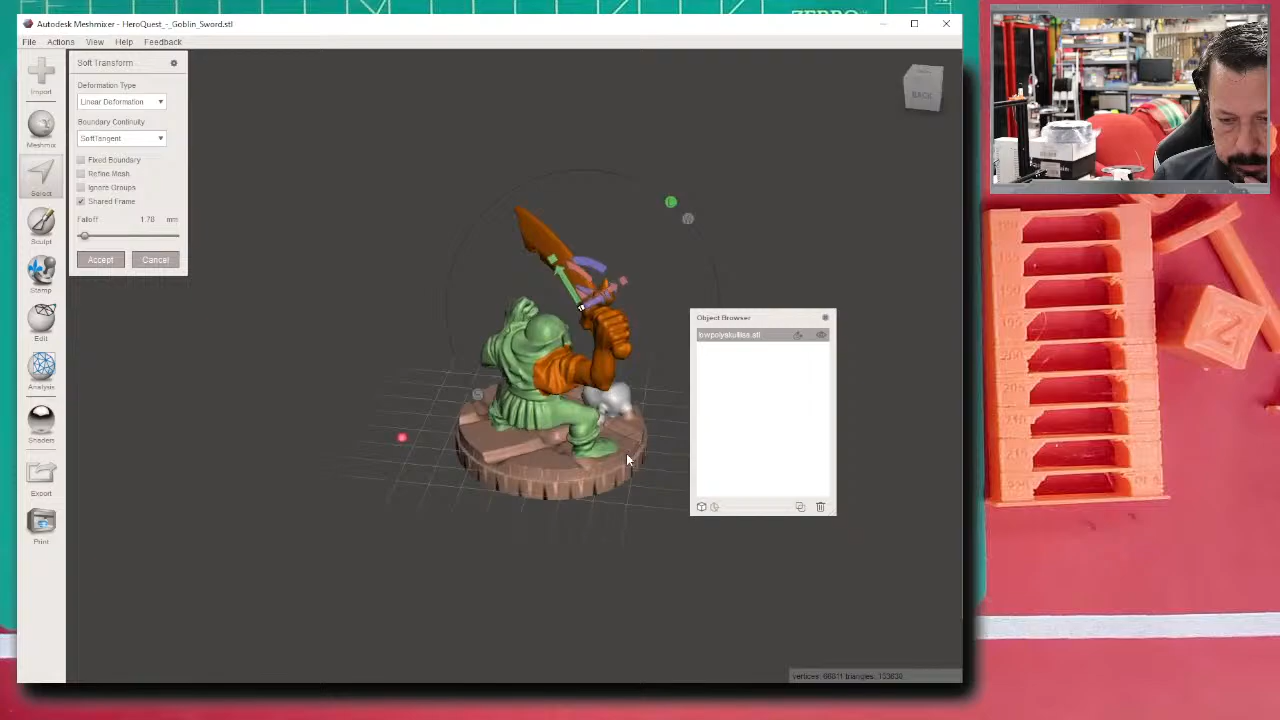 Autodesk Meshmixer - HeroQuest_-_Goblin_Sword.stl
File Actions View Help Feedback
Import
Meshmix
Select
Sculpt
Stamp
Edit
Analysis
Shaders
Export
Print
Soft Transform
Deformation Type
Linear Deformation
Boundary Continuity
SoftTangent
Fixed Boundary
Refine Mesh
Ignore Groups
Shared Frame
Falloff 1.78 mm
Accept Cancel
BACK
Object Browser
Z